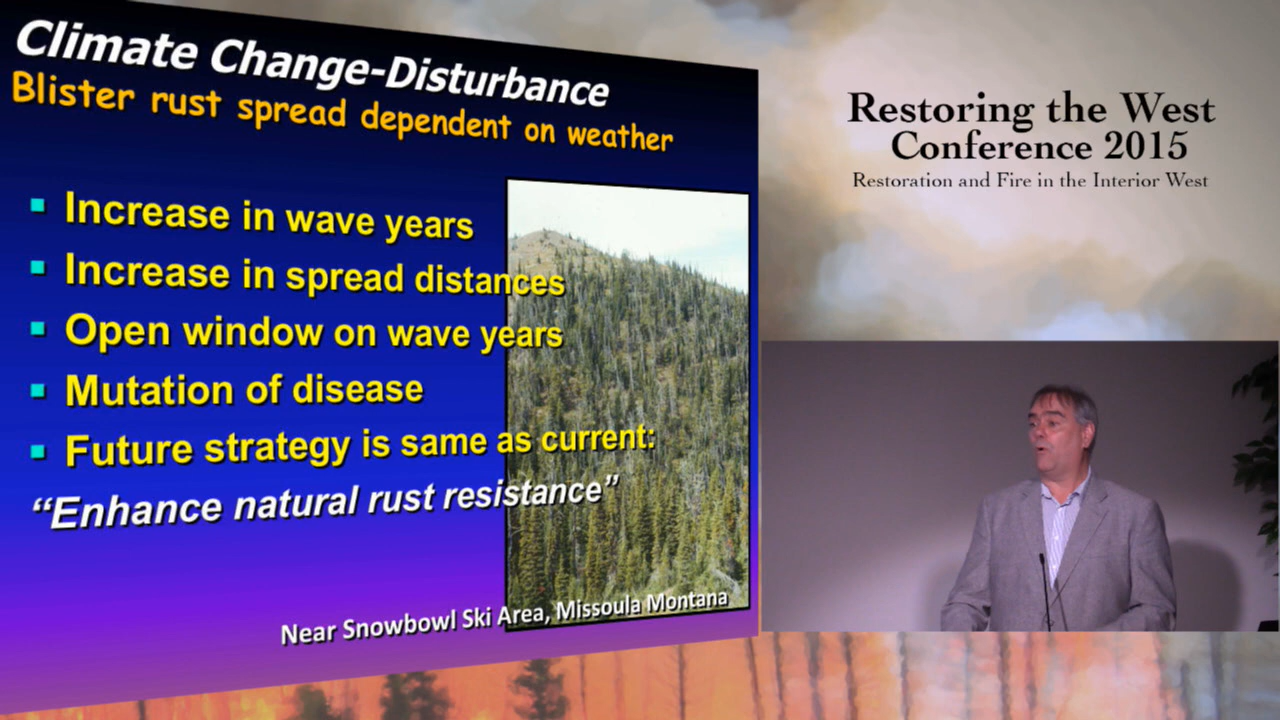 Climate Change-Disturbance
Blister rust spread dependent on weather
Increase in wave years
Increase in spread distances
Open window on wave years
Mutation of disease
Future strategy is same as current:
“Enhance natural rust resistance”
Near Snowbowl Ski Area, Missoula Montana
Restoring the West
Conference 2015
Restoration and Fire in the Interior West